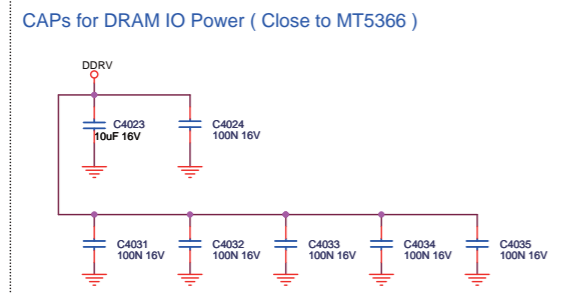 CAPs for DRAM IO Power ( Close to MT5366 )
DDRV
C4023
10uF 16V
C4024
100N 16V
C4031
100N 16V
C4032
100N 16V
C4033
100N 16V
C4034
100N 16V
C4035
100N 16V